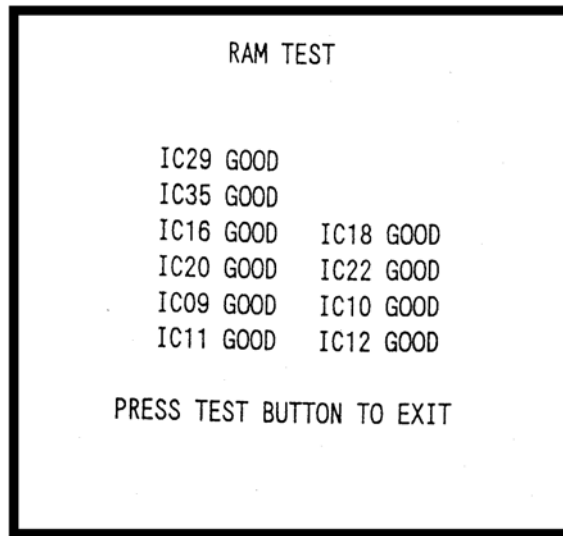 RAM TEST
IC29 GOOD
IC35 GOOD
IC16 GOOD IC18 GOOD
IC20 GOOD IC22 GOOD
IC09 GOOD IC10 GOOD
IC11 GOOD IC12 GOOD
PRESS TEST BUTTON TO EXIT